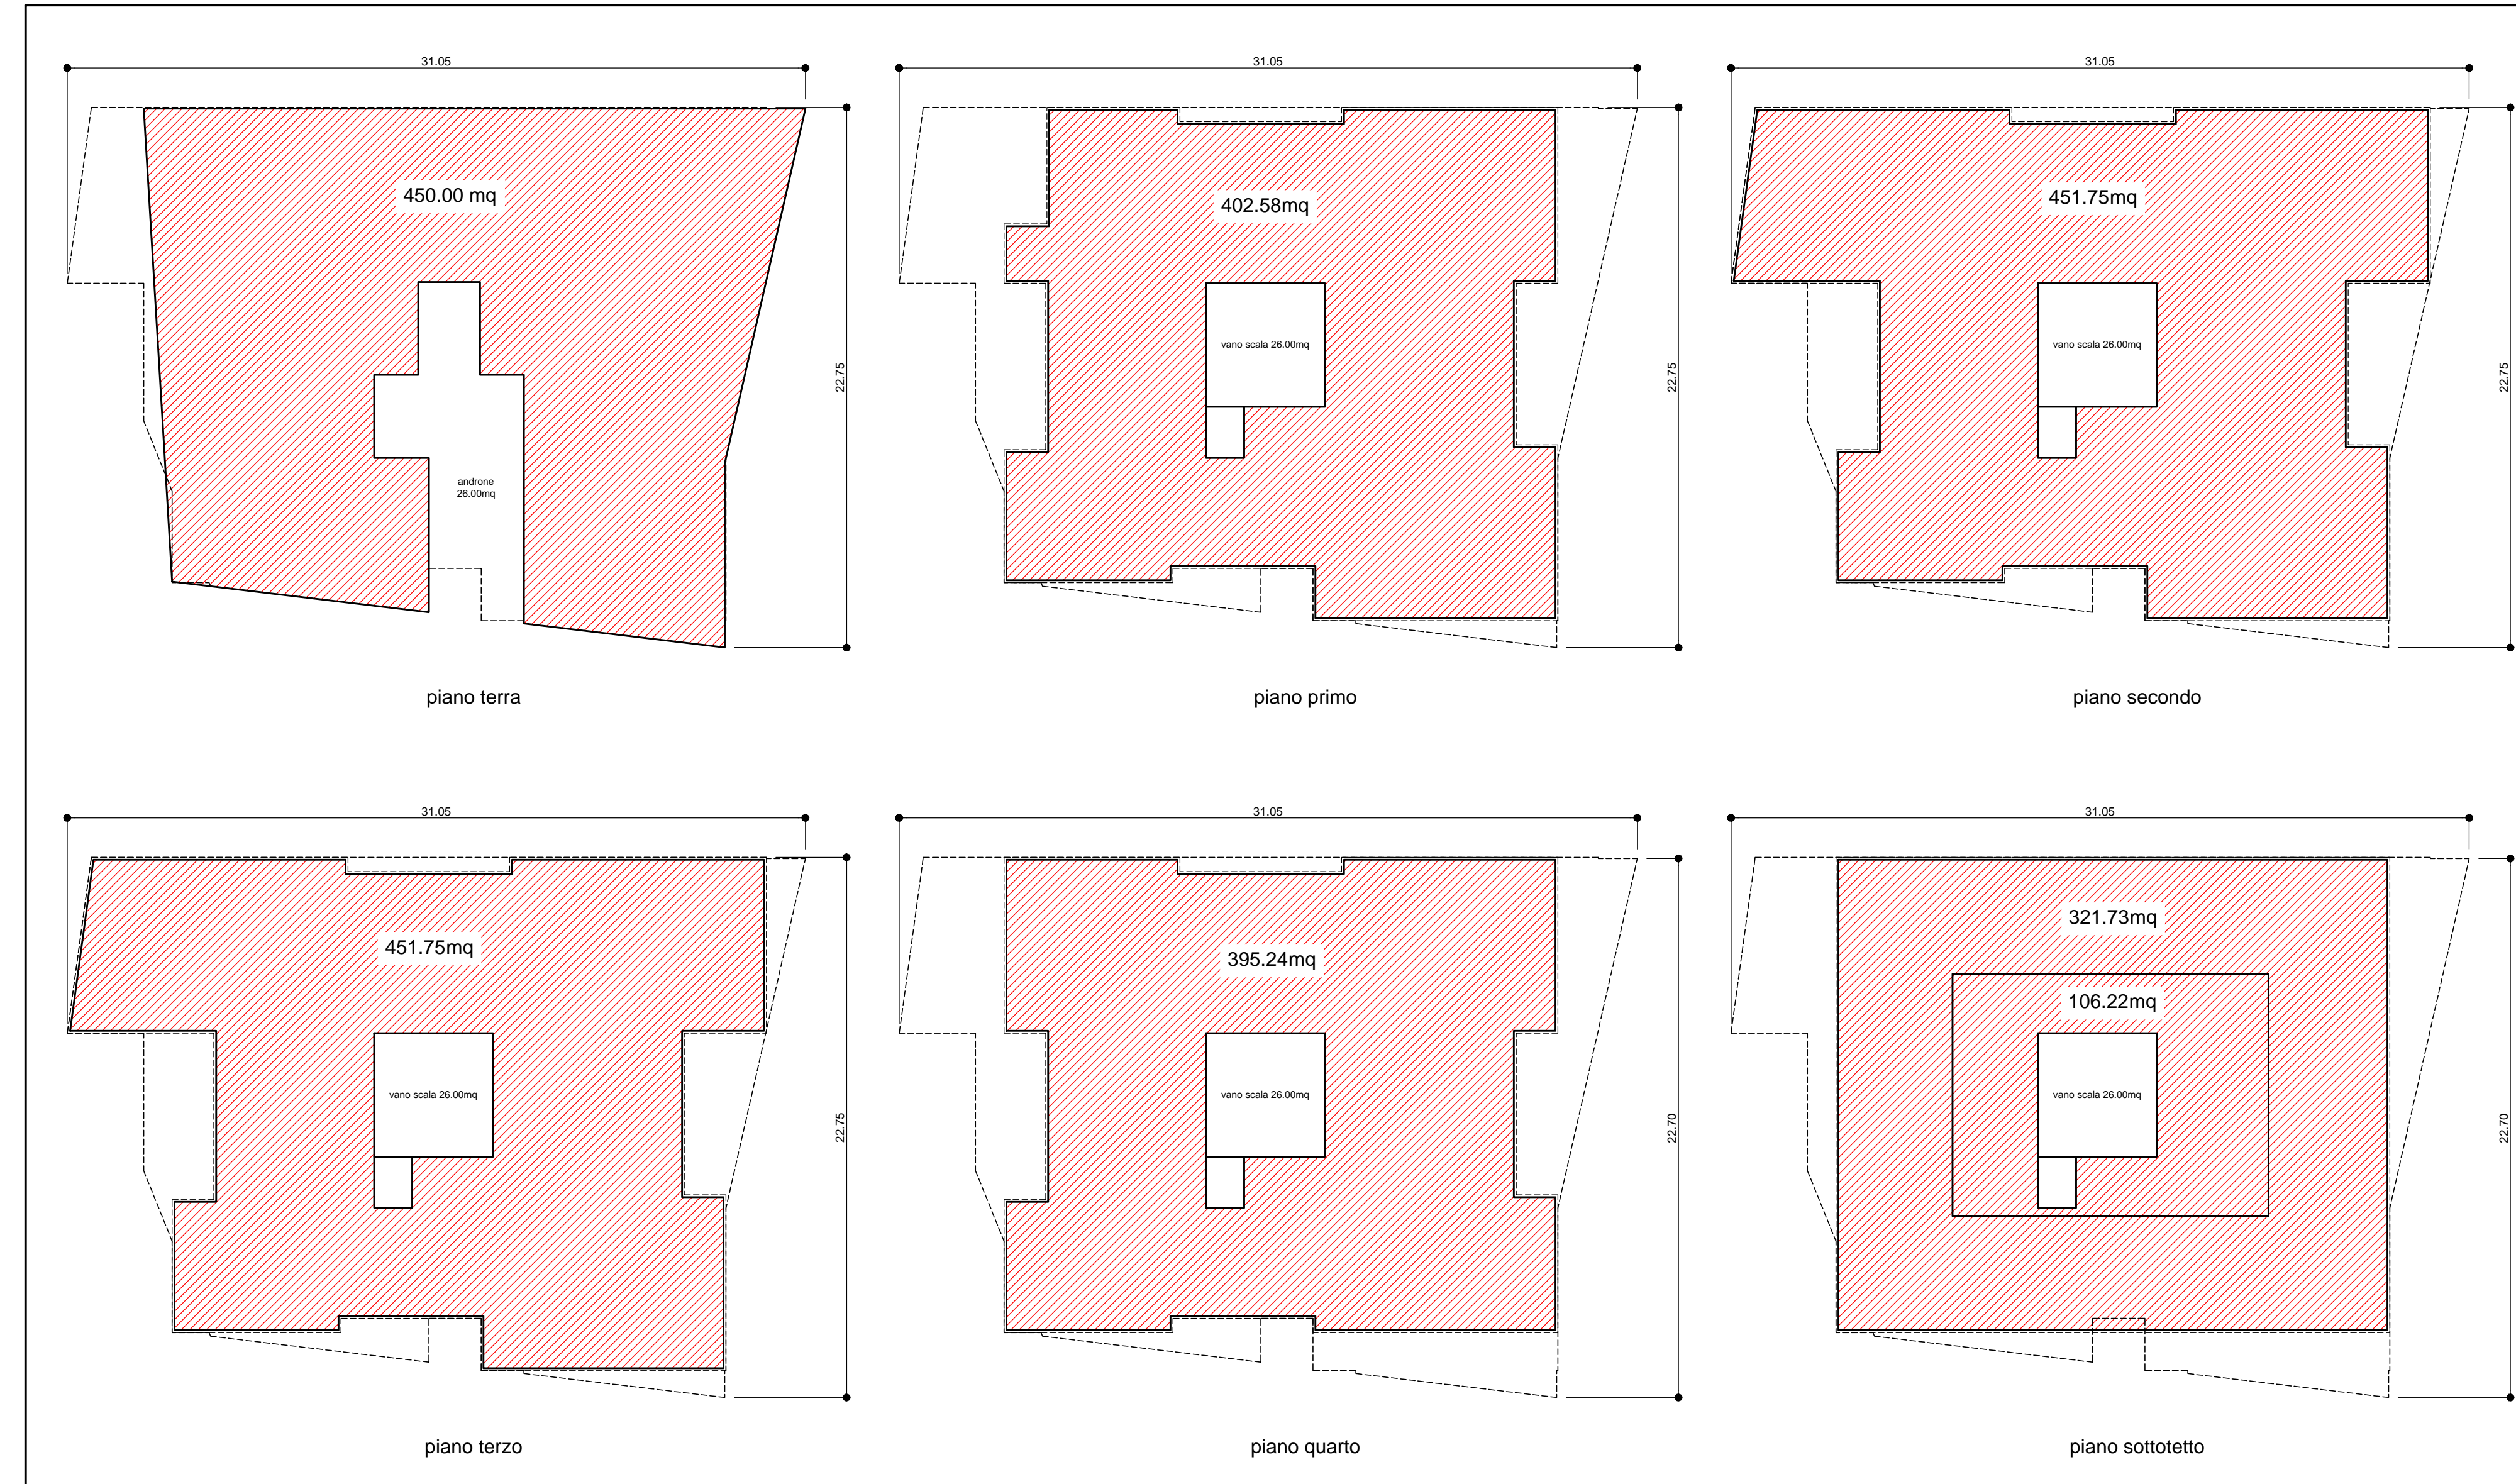 31.05
450.00 mq
androne
26.00mq
22.75
piano terra
31.05
402.58mq
vano scala 26.00mq
22.75
piano primo
31.05
451.75mq
vano scala 26.00mq
22.75
piano secondo
31.05
451.75mq
vano scala 26.00mq
22.75
piano terzo
31.05
395.24mq
vano scala 26.00mq
22.70
piano quarto
31.05
321.73mq
106.22mq
vano scala 26.00mq
22.70
piano sottotetto